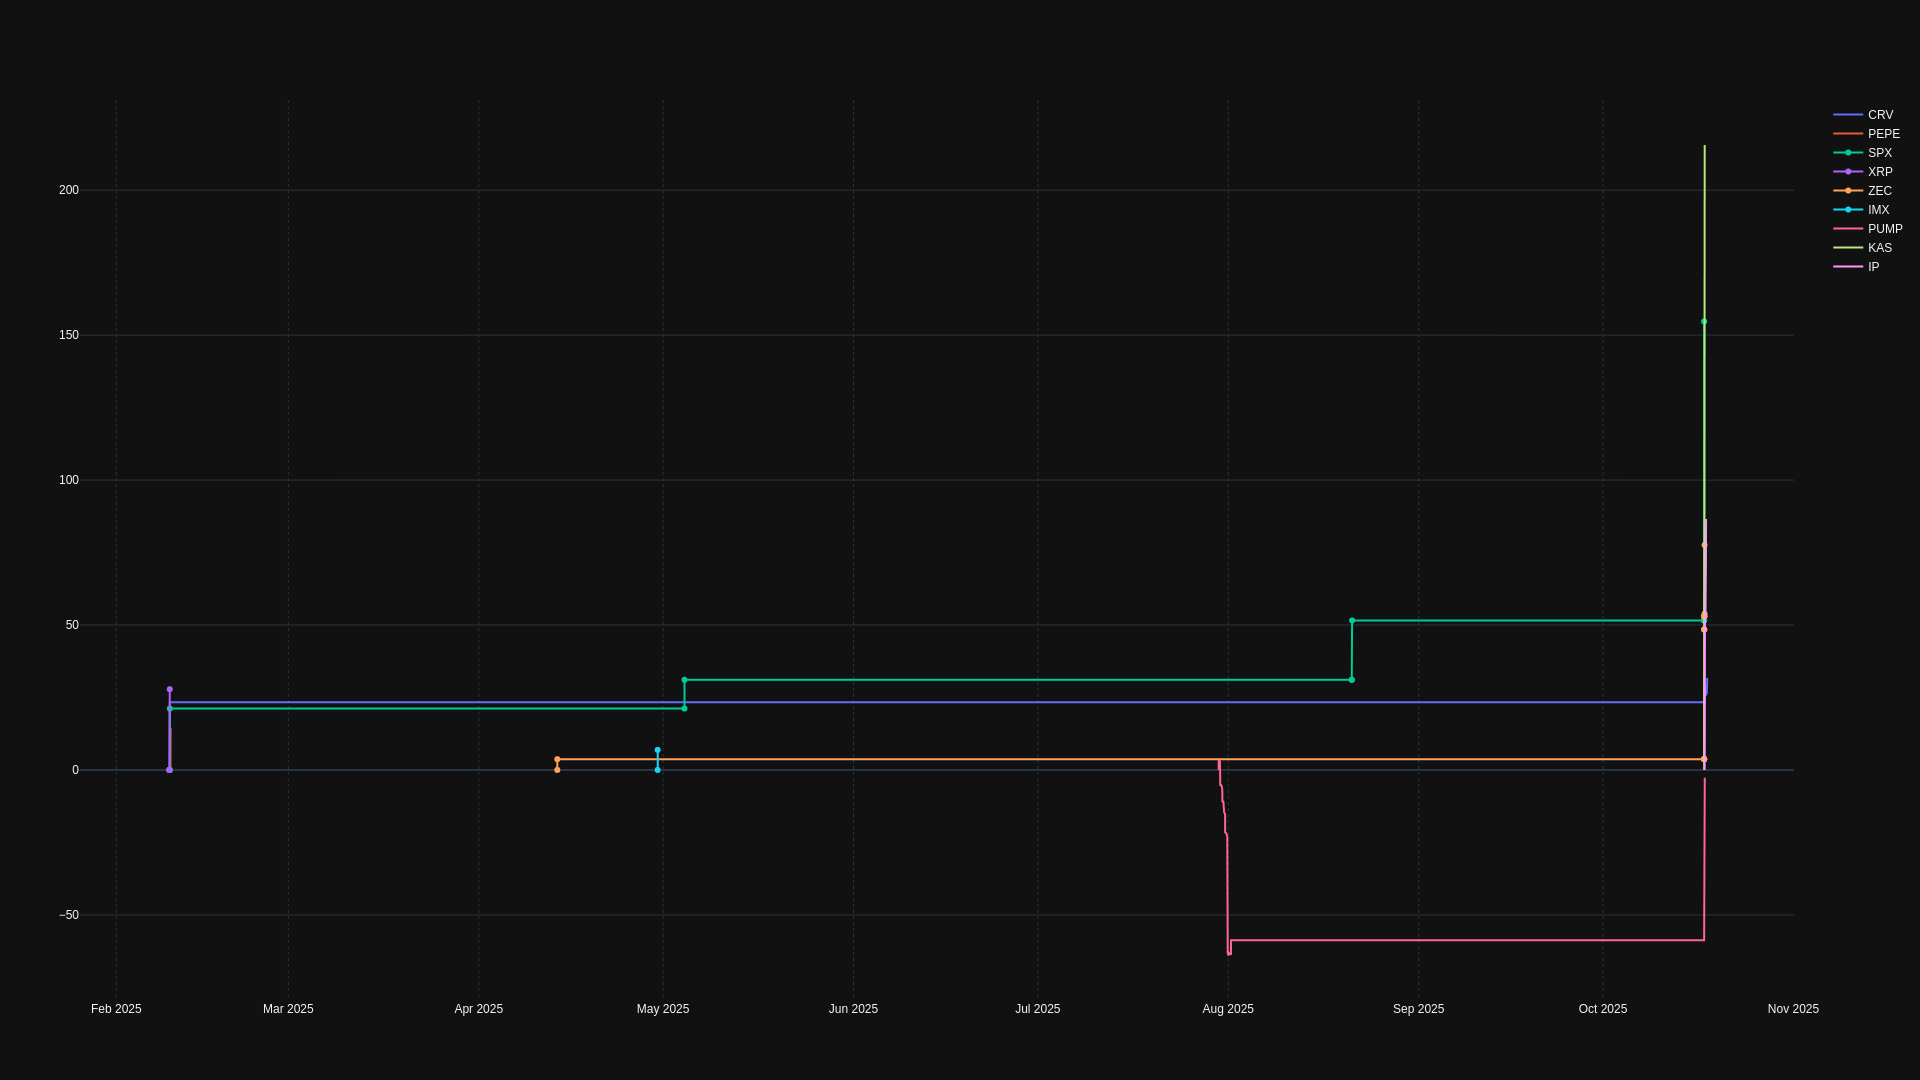 CRV
PEPE
SPX
XRP
ZEC
IMX
PUMP
KAS
IP
200
150
100
50
0
−50
Feb 2025
Mar 2025
Apr 2025
May 2025
Jun 2025
Jul 2025
Aug 2025
Sep 2025
Oct 2025
Nov 2025